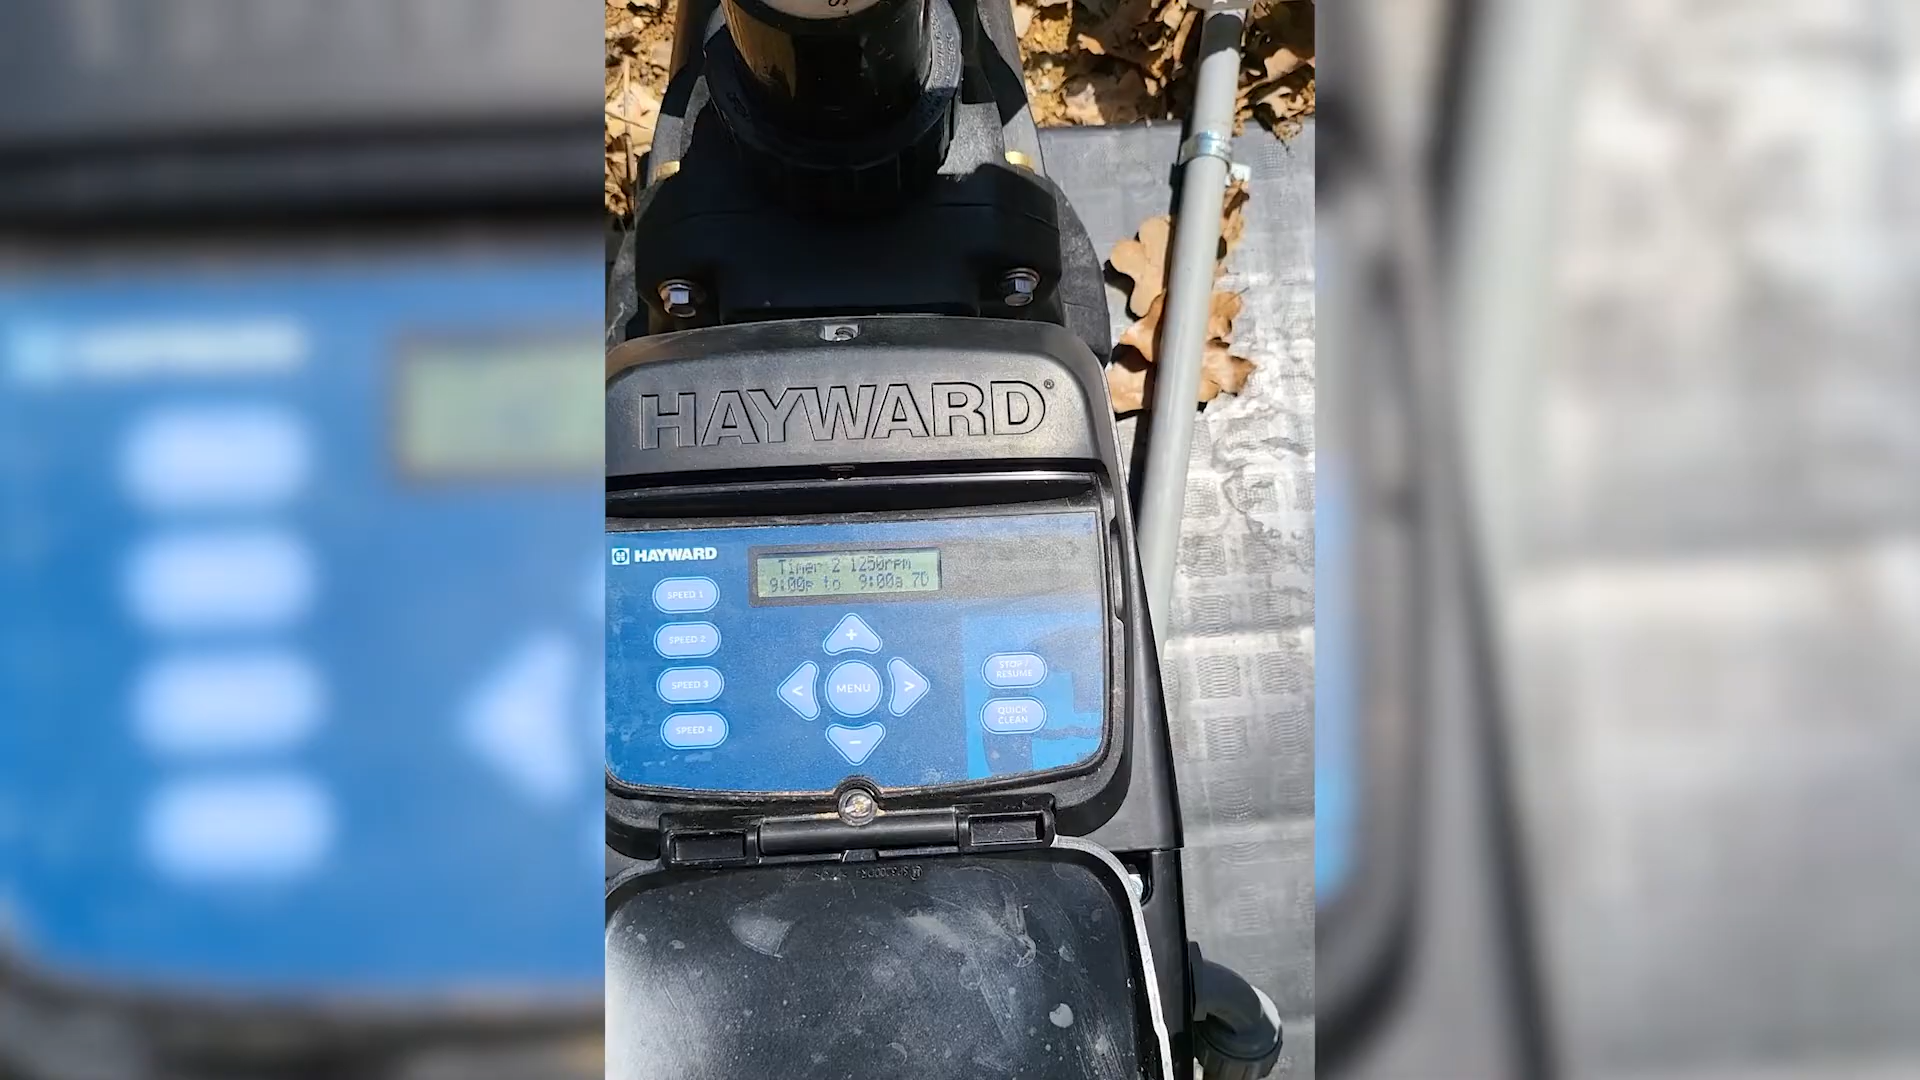 HAYWARD®
HAYWARD
Timer 2 1250rpm
9:00p to 9:00a 7D
SPEED 1
SPEED 2
SPEED 3
SPEED 4
+
<
MENU
>
-
STOP/
RESUME
QUICK
CLEAN